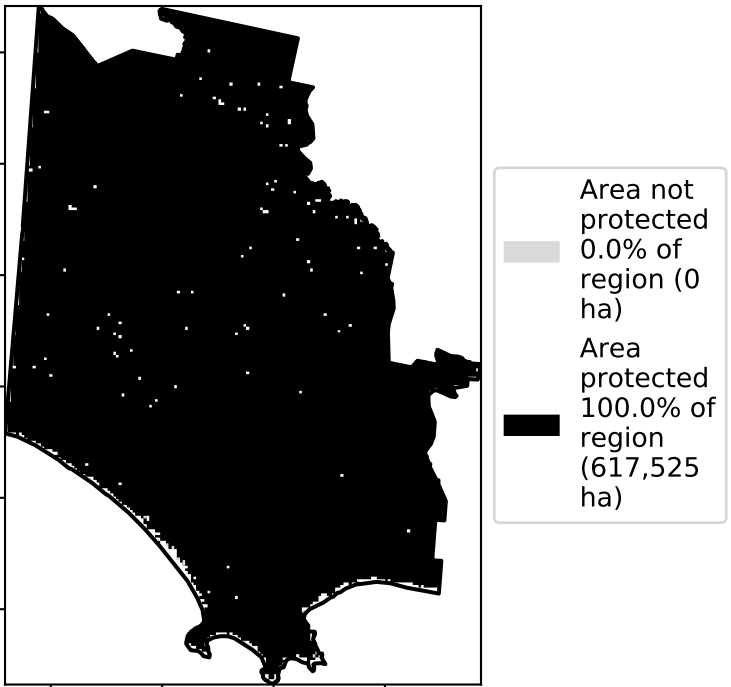 Area not
protected
0.0% of
region (0
ha)
Area
protected
100.0% of
region
(617,525
ha)